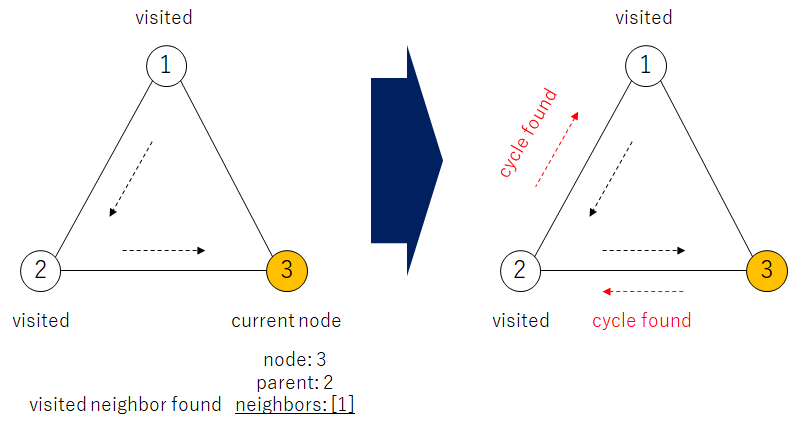 visited
1
2
3
visited
current node
node: 3
parent: 2
visited neighbor found neighbors: [1]
visited
1
cycle found
2
3
visited
cycle found